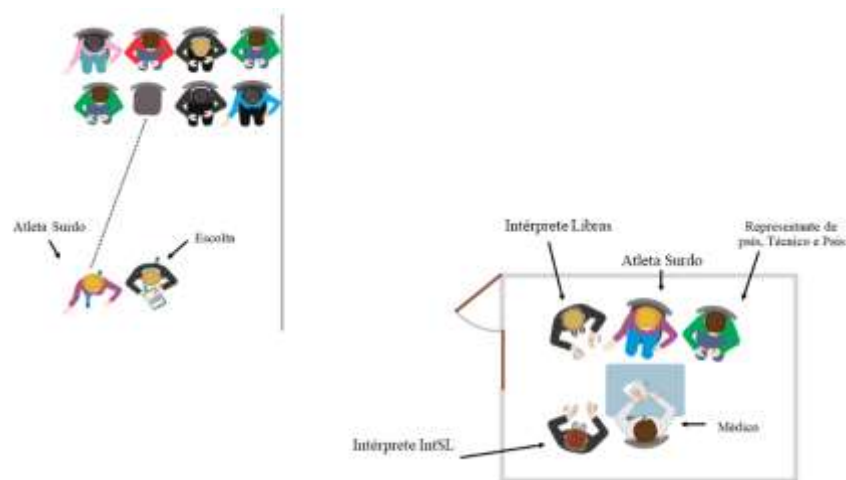 Atleta Surdo
Escolta
Intérprete Libras
Atleta Surdo
Representante de
país, Técnico e Pais
Intérprete IntSL
Médico